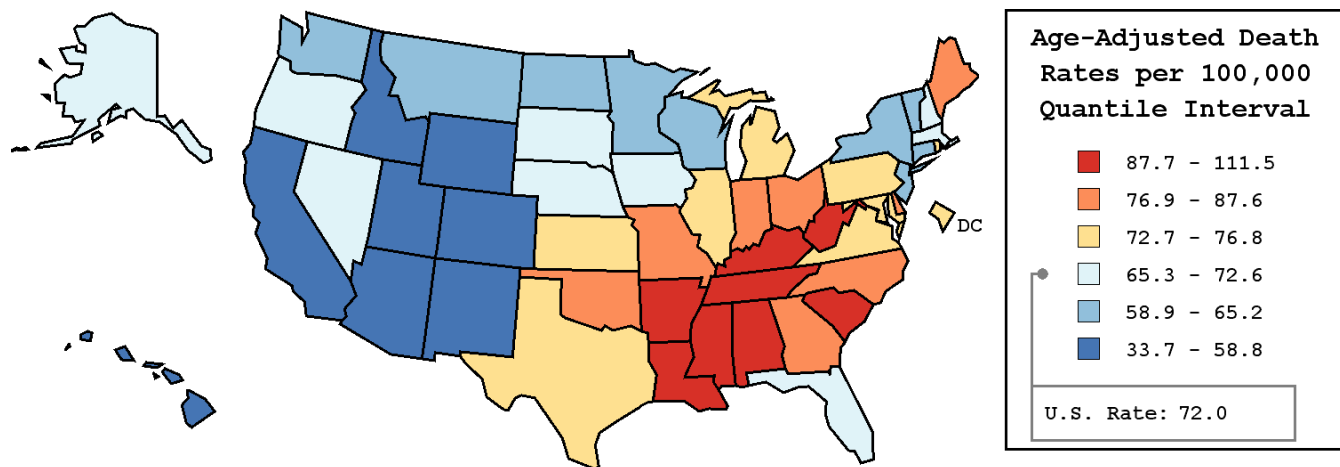 Age-Adjusted Death
Rates per 100,000
Quantile Interval
87.7 - 111.5
76.9 - 87.6
72.7 - 76.8
65.3 - 72.6
58.9 - 65.2
33.7 - 58.8
U.S. Rate: 72.0
DC